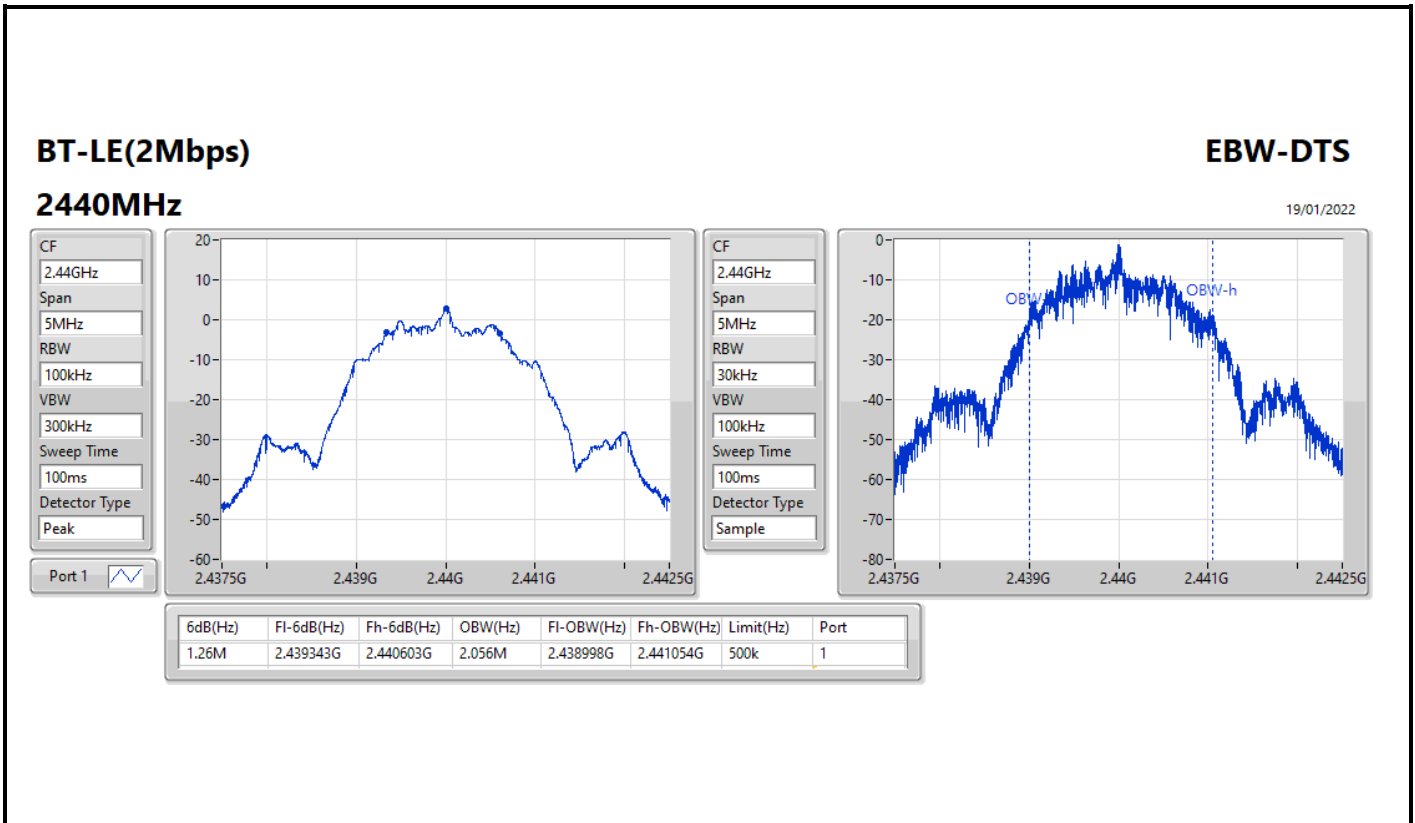 BT-LE(2Mbps)
EBW-DTS
2440MHz
19/01/2022
CF
2.44GHz
Span
5MHz
RBW
100kHz
VBW
300kHz
Sweep Time
100ms
Detector Type
Peak
Port 1
20
10
0
-10
-20
-30
-40
-50
-60
2.4375G 2.439G 2.44G 2.441G 2.4425G
CF
2.44GHz
Span
5MHz
RBW
30kHz
VBW
100kHz
Sweep Time
100ms
Detector Type
Sample
0
-10
-20
-30
-40
-50
-60
-70
-80
OBW-h
2.4375G 2.439G 2.44G 2.441G 2.4425G
6dB(Hz) Fl-6dB(Hz) Fh-6dB(Hz) OBW(Hz) Fl-OBW(Hz) Fh-OBW(Hz) Limit(Hz) Port
1.26M 2.439343G 2.440603G 2.056M 2.438998G 2.441054G 500k 1